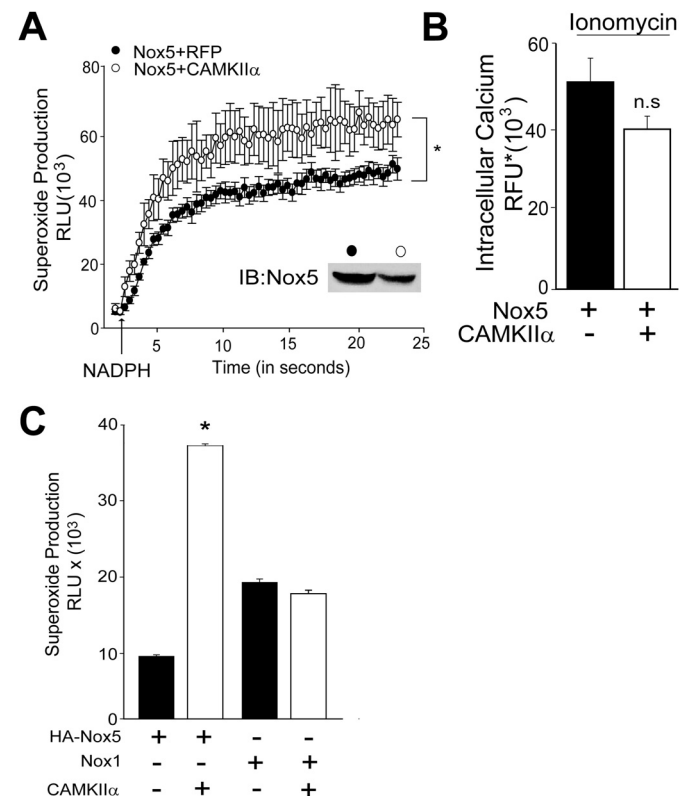 A
● Nox5+RFP
○ Nox5+CAMKIIα
Superoxide Production
RLU(10³)
80
60
40
20
0
*
IB:Nox5
● ○
5 10 15 20 25
NADPH
Time (in seconds)
B
Ionomycin
Intracellular Calcium
RFU*(10³)
60
40
20
0
n.s
Nox5 + +
CAMKIIα - +
C
Superoxide Production
RLU x (10³)
40
30
20
10
0
*
HA-Nox5 + + - -
Nox1 - - + +
CAMKIIα - + - +